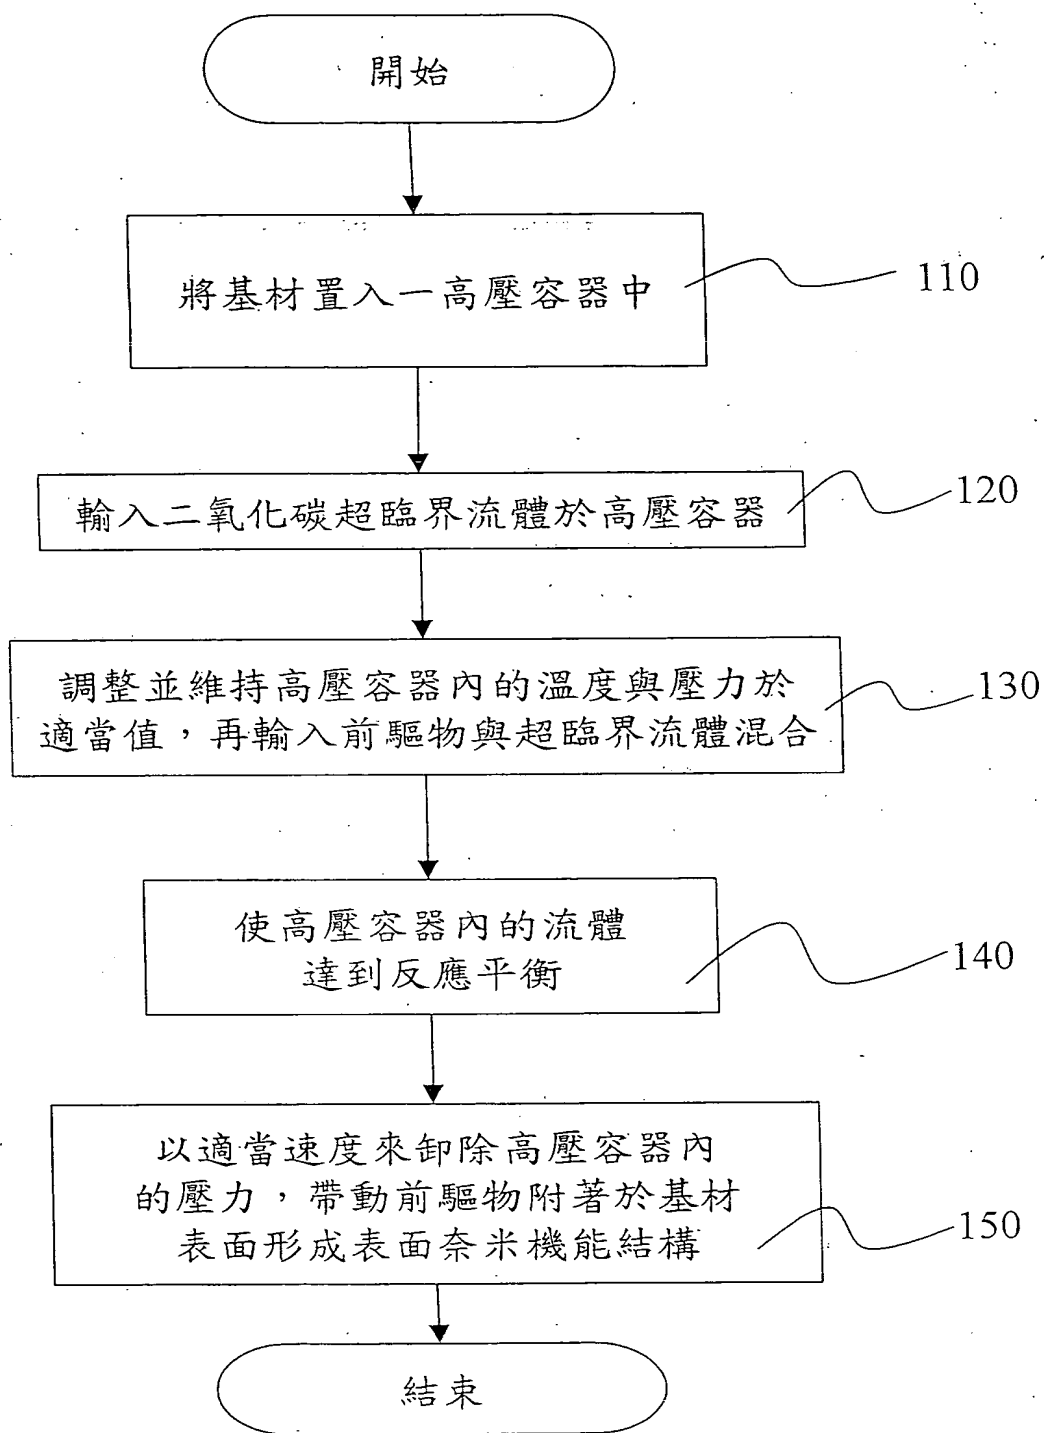 開始
將基材置入一高壓容器中
110
輸入二氧化碳超臨界流體於高壓容器
120
調整並維持高壓容器內的溫度與壓力於
適當值，再輸入前驅物與超臨界流體混合
130
使高壓容器內的流體
達到反應平衡
140
以適當速度來卸除高壓容器內
的壓力，帶動前驅物附著於基材
表面形成表面奈米機能結構
150
結束